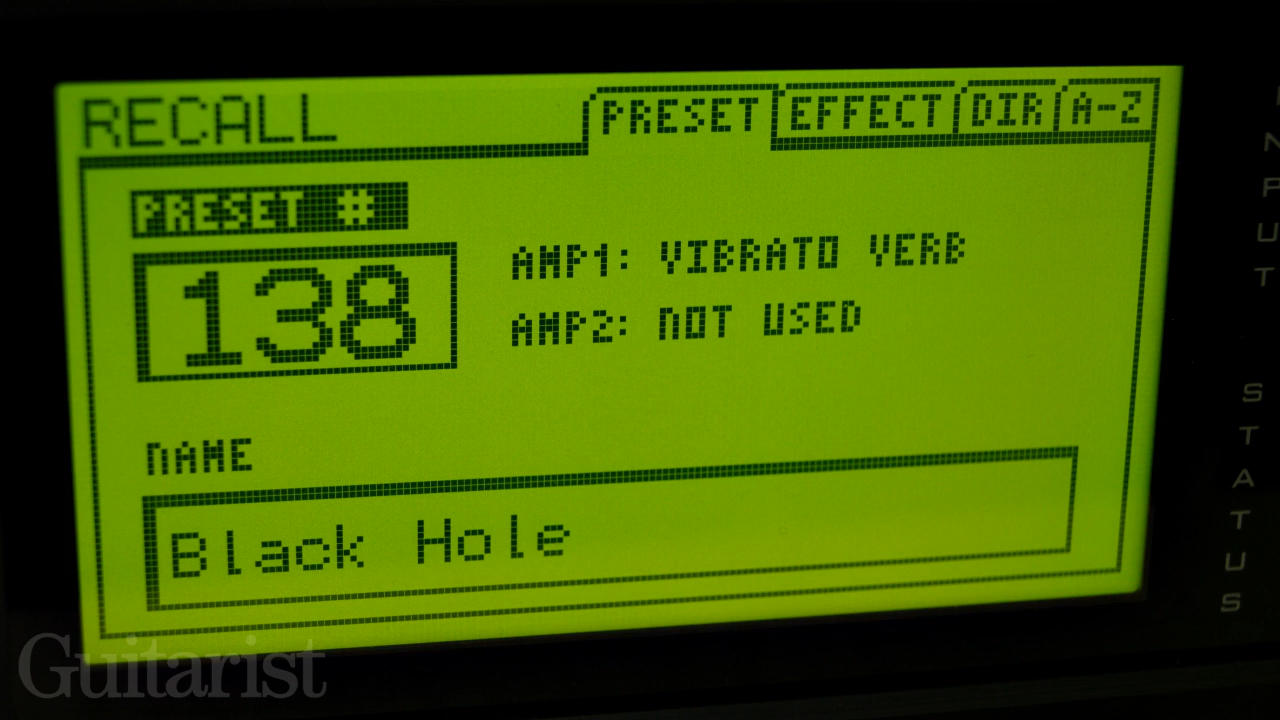 RECALL PRESET EFFECT DIR A-Z
PRESET #
138
AMP1: VIBRATO VERB
AMP2: NOT USED
NAME
Black Hole
INPUT STATUS
Guitarist